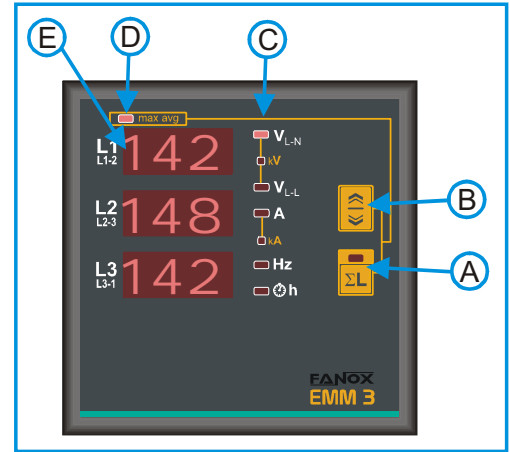 E
D
C
max avg
L1
L1-2
142
V L-N
kV
V L-L
B
L2
L2-3
148
A
kA
L3
L3-1
142
Hz
h
ΣL
A
FANOX
EMM 3